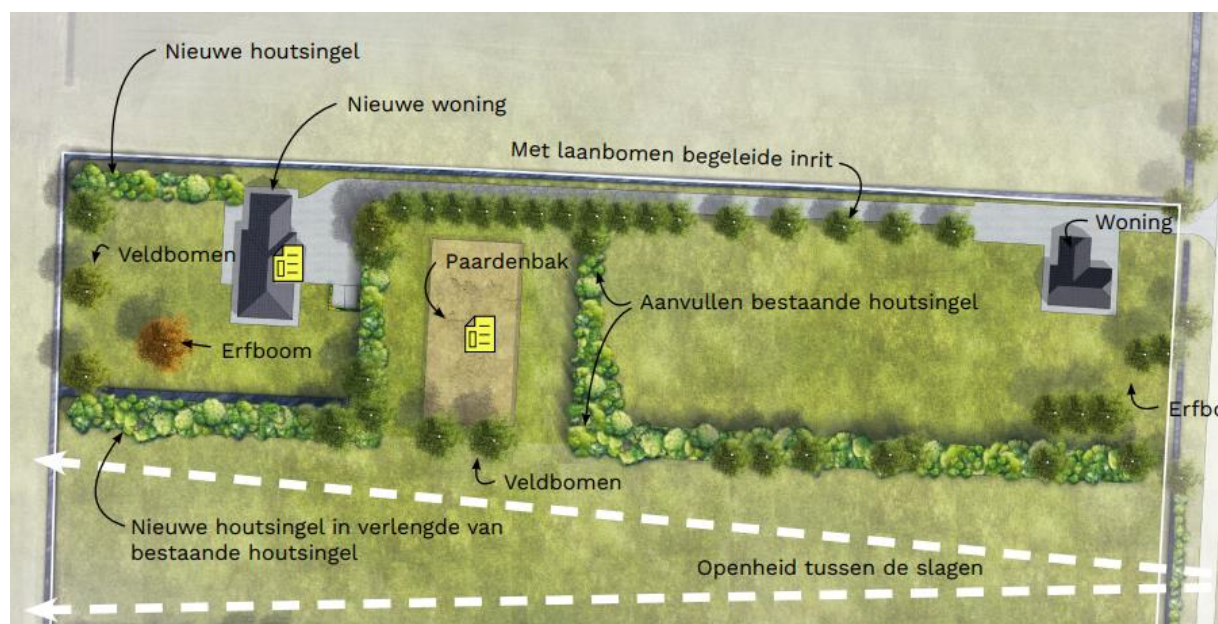 Nieuwe houtsingel
Nieuwe woning
Met laanbomen begeleide inrit
Woning
Veldbomen
Paardenbak
Aanvullen bestaande houtsingel
Erfboom
Erfbo
Veldbomen
Nieuwe houtsingel in verlengde van
bestaande houtsingel
Openheid tussen de slagen